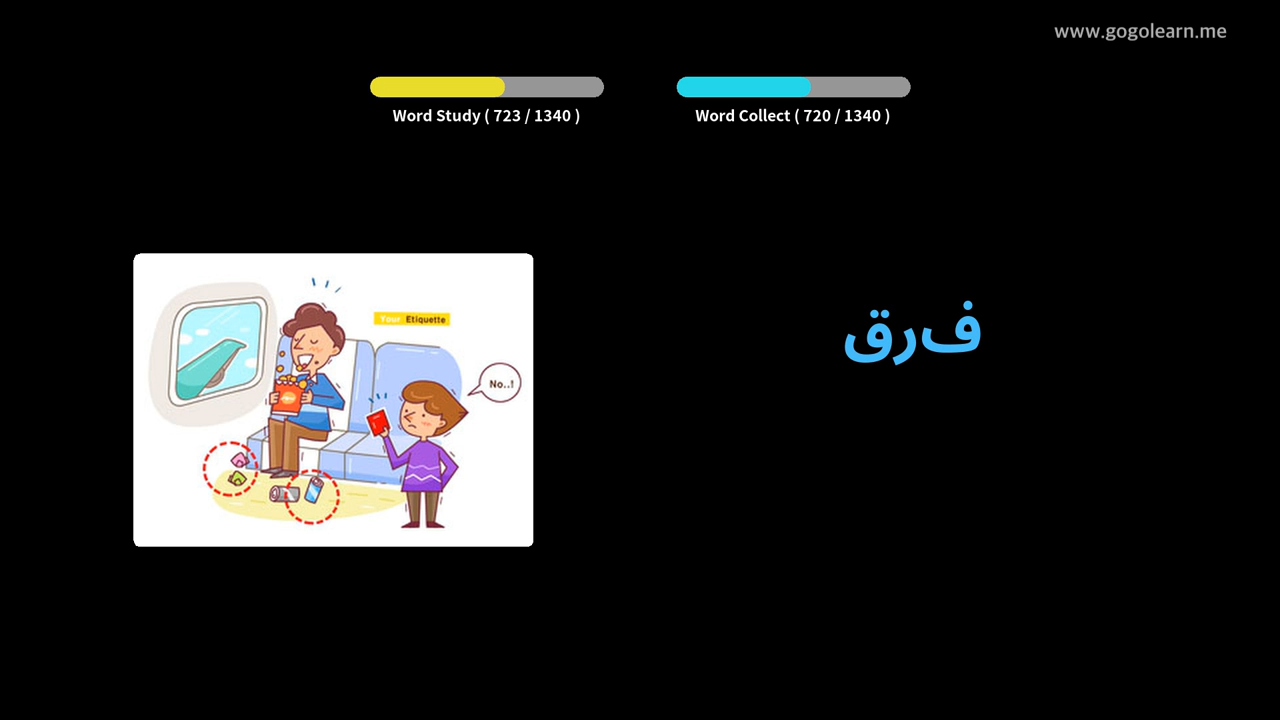 www.gogolearn.me
Word Study ( 723 / 1340 )
Word Collect ( 720 / 1340 )
Your Etiquette
No..!
فرق